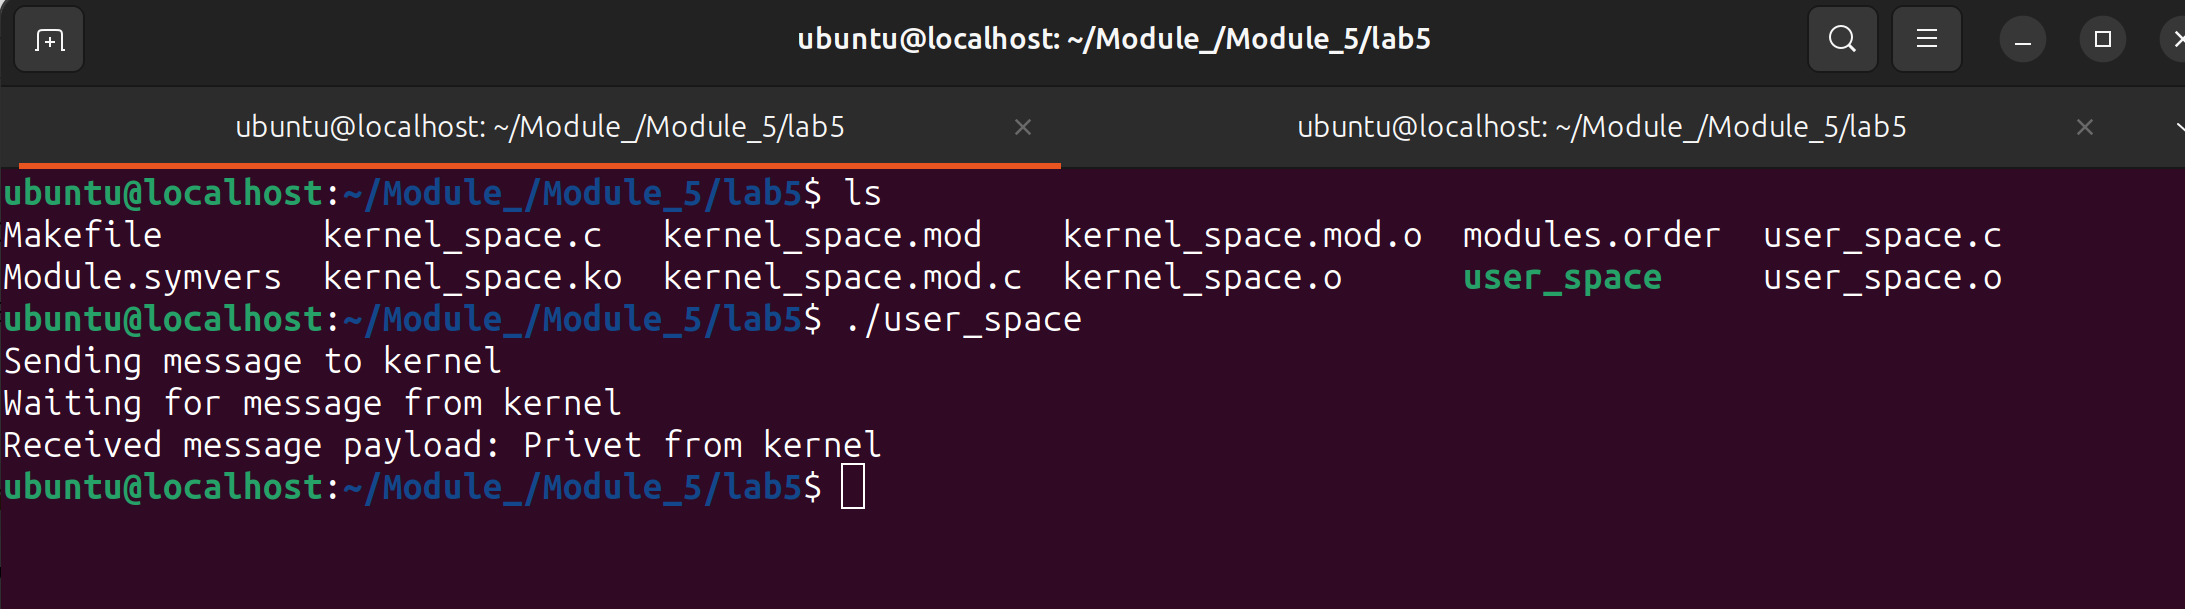 ubuntu@localhost: ~/Module_/Module_5/lab5
ubuntu@localhost: ~/Module_/Module_5/lab5
ubuntu@localhost: ~/Module_/Module_5/lab5
ubuntu@localhost:~/Module_/Module_5/lab5$ ls
Makefile kernel_space.c kernel_space.mod kernel_space.mod.o modules.order user_space.c
Module.symvers kernel_space.ko kernel_space.mod.c kernel_space.o user_space user_space.o
ubuntu@localhost:~/Module_/Module_5/lab5$ ./user_space
Sending message to kernel
Waiting for message from kernel
Received message payload: Privet from kernel
ubuntu@localhost:~/Module_/Module_5/lab5$